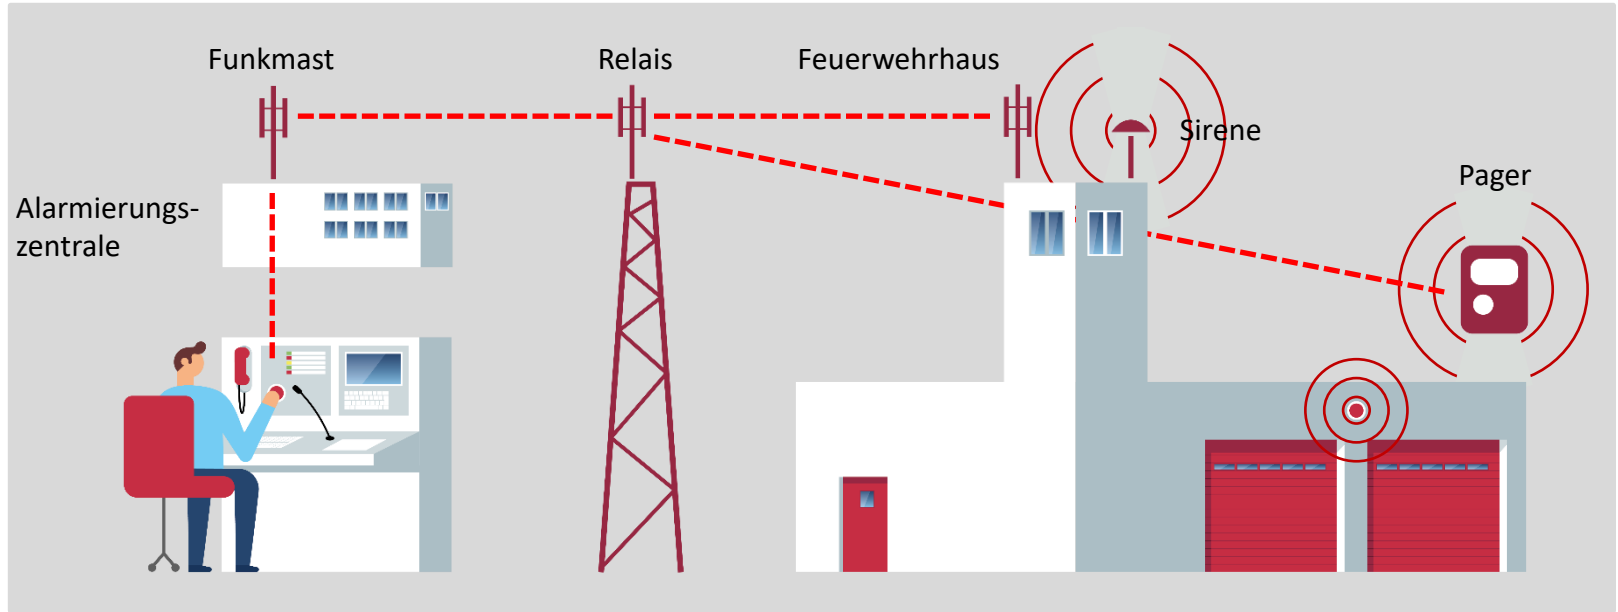 Funkmast
Relais
Feuerwehrhaus
Sirene
Pager
Alarmierungs-
zentrale